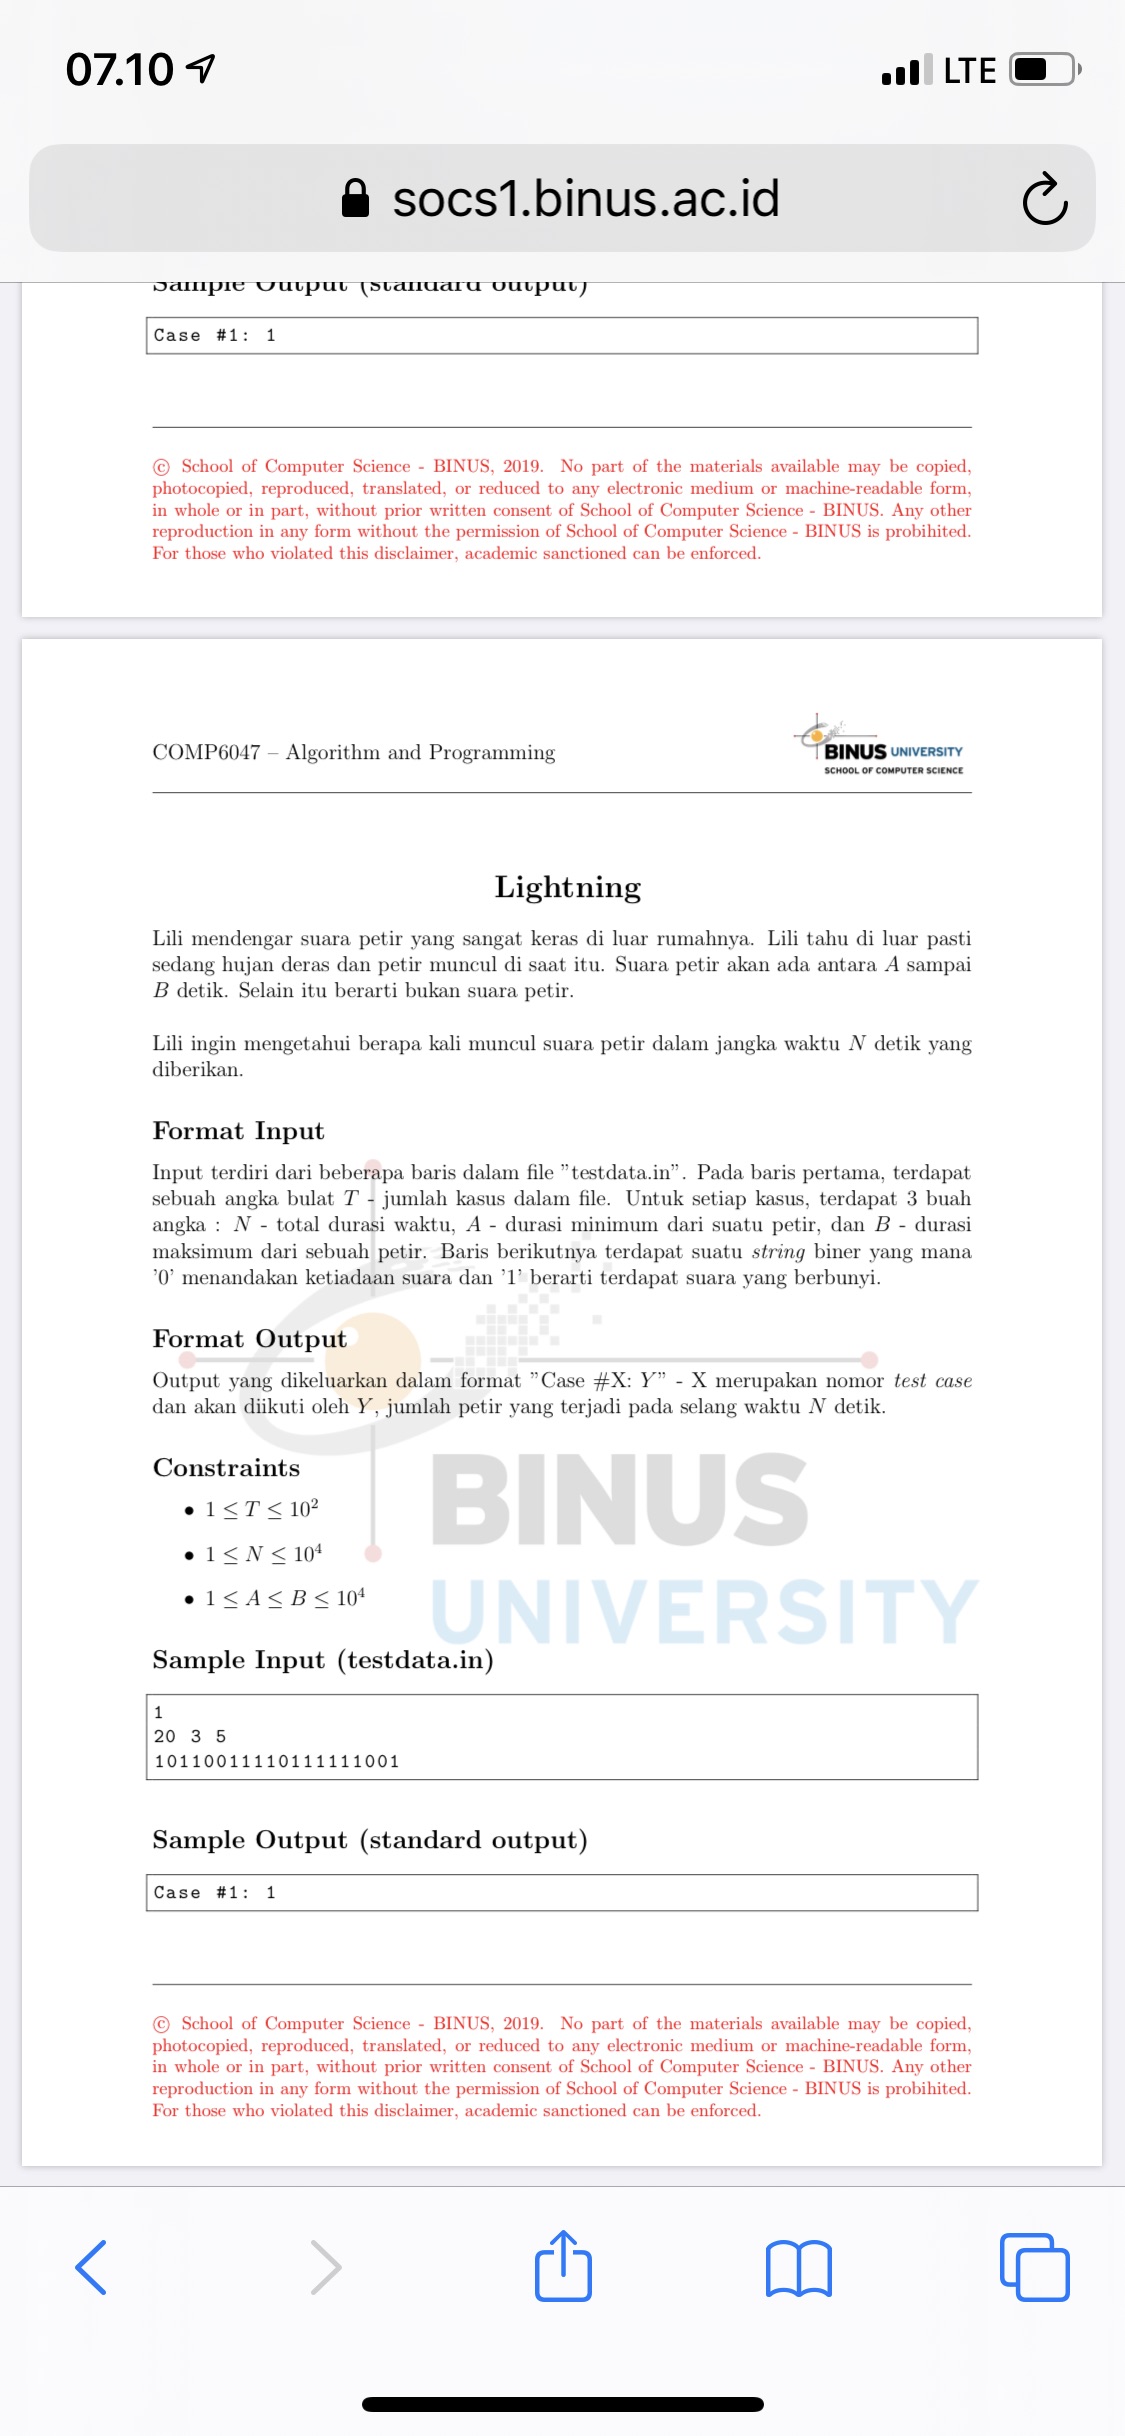 07.10
LTE
socs1.binus.ac.id
Sample Output (standard output)
Case #1: 1
© School of Computer Science - BINUS, 2019. No part of the materials available may be copied,
photocopied, reproduced, translated, or reduced to any electronic medium or machine-readable form,
in whole or in part, without prior written consent of School of Computer Science - BINUS. Any other
reproduction in any form without the permission of School of Computer Science - BINUS is probihited.
For those who violated this disclaimer, academic sanctioned can be enforced.
COMP6047 – Algorithm and Programming
BINUS UNIVERSITY
SCHOOL OF COMPUTER SCIENCE
Lightning
Lili mendengar suara petir yang sangat keras di luar rumahnya. Lili tahu di luar pasti
sedang hujan deras dan petir muncul di saat itu. Suara petir akan ada antara A sampai
B detik. Selain itu berarti bukan suara petir.
Lili ingin mengetahui berapa kali muncul suara petir dalam jangka waktu N detik yang
diberikan.
Format Input
Input terdiri dari beberapa baris dalam file ”testdata.in”. Pada baris pertama, terdapat
sebuah angka bulat T - jumlah kasus dalam file. Untuk setiap kasus, terdapat 3 buah
angka : N - total durasi waktu, A - durasi minimum dari suatu petir, dan B - durasi
maksimum dari sebuah petir. Baris berikutnya terdapat suatu string biner yang mana
’0’ menandakan ketiadaan suara dan ’1’ berarti terdapat suara yang berbunyi.
Format Output
Output yang dikeluarkan dalam format ”Case #X: Y” - X merupakan nomor test case
dan akan diikuti oleh Y, jumlah petir yang terjadi pada selang waktu N detik.
Constraints
• 1 ≤ T ≤ 10²
• 1 ≤ N ≤ 10⁴
• 1 ≤ A ≤ B ≤ 10⁴
BINUS
UNIVERSITY
Sample Input (testdata.in)
1
20 3 5
10110011110111111001
Sample Output (standard output)
Case #1: 1
© School of Computer Science - BINUS, 2019. No part of the materials available may be copied,
photocopied, reproduced, translated, or reduced to any electronic medium or machine-readable form,
in whole or in part, without prior written consent of School of Computer Science - BINUS. Any other
reproduction in any form without the permission of School of Computer Science - BINUS is probihited.
For those who violated this disclaimer, academic sanctioned can be enforced.